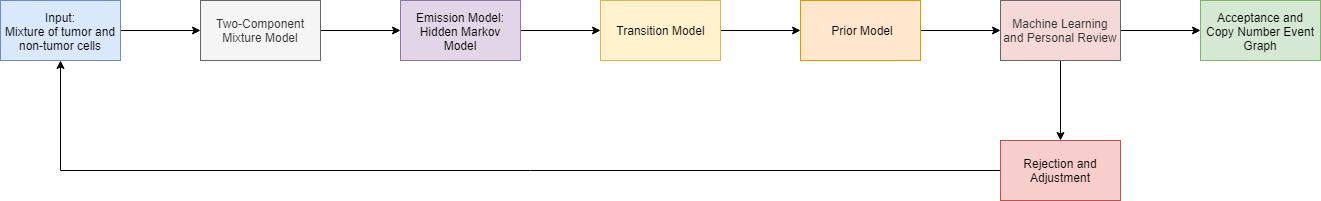 Input:
Mixture of tumor and
non-tumor cells
Two-Component
Mixture Model
Emission Model:
Hidden Markov
Model
Transition Model
Prior Model
Machine Learning
and Personal Review
Acceptance and
Copy Number Event
Graph
Rejection and
Adjustment